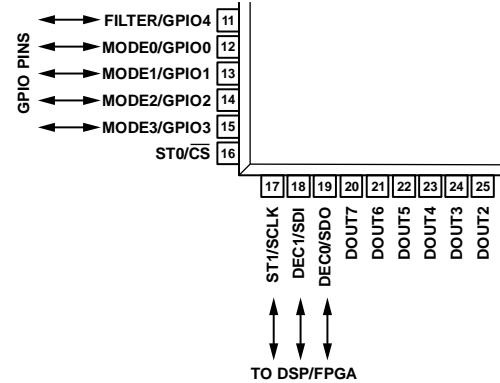 GPIO PINS
FILTER/GPIO4 11
MODE0/GPIO0 12
MODE1/GPIO1 13
MODE2/GPIO2 14
MODE3/GPIO3 15
ST0/C̅S̅ 16
17 18 19 20 21 22 23 24 25
ST1/SCLK
DEC1/SDI
DEC0/SDO
DOUT7
DOUT6
DOUT5
DOUT4
DOUT3
DOUT2
TO DSP/FPGA